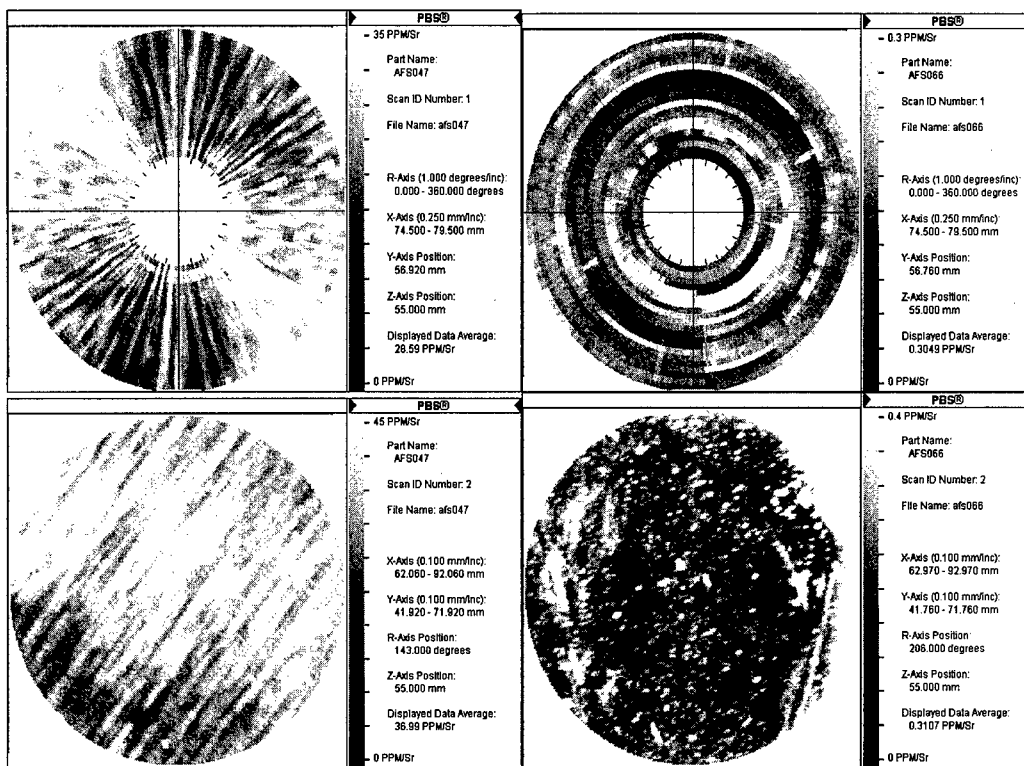 PBS®
35 PPM/Sr
Part Name:
AFS047
Scan ID Number: 1
File Name: afs047
R-Axis (1.000 degrees/inc):
0.000 - 360.000 degrees
X-Axis (0.250 mm/inc):
74.500 - 79.500 mm
Y-Axis Position:
56.920 mm
Z-Axis Position:
55.000 mm
Displayed Data Average:
28.59 PPM/Sr
0 PPM/Sr
PBS®
0.3 PPM/Sr
Part Name:
AFS066
Scan ID Number: 1
File Name: afs066
R-Axis (1.000 degrees/inc):
0.000 - 360.000 degrees
X-Axis (0.250 mm/inc):
74.500 - 79.500 mm
Y-Axis Position:
56.760 mm
Z-Axis Position:
55.000 mm
Displayed Data Average:
0.3049 PPM/Sr
0 PPM/Sr
PBS®
45 PPM/Sr
Part Name:
AFS047
Scan ID Number: 2
File Name: afs047
X-Axis (0.100 mm/inc):
62.060 - 92.060 mm
Y-Axis (0.100 mm/inc):
41.920 - 71.920 mm
R-Axis Position:
143.000 degrees
Z-Axis Position:
55.000 mm
Displayed Data Average:
36.99 PPM/Sr
0 PPM/Sr
PBS®
0.4 PPM/Sr
Part Name:
AFS066
Scan ID Number: 2
File Name: afs066
X-Axis (0.100 mm/inc):
62.970 - 92.970 mm
Y-Axis (0.100 mm/inc):
41.760 - 71.760 mm
R-Axis Position:
206.000 degrees
Z-Axis Position:
55.000 mm
Displayed Data Average:
0.3107 PPM/Sr
0 PPM/Sr